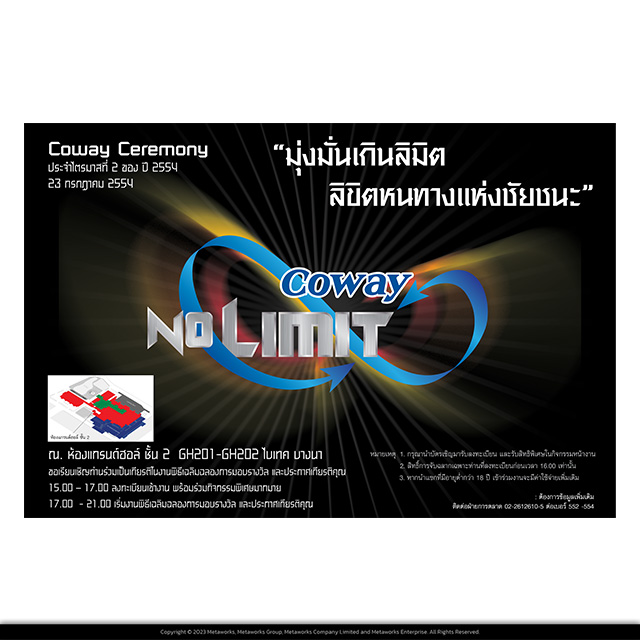 Coway Ceremony
ประจำไตรมาสที่ 2 ของ ปี 2554
23 กรกฎาคม 2554
“มุ่งมั่นเกินลิมิต
ลิขิตหนทางแห่งชัยชนะ”
Coway
NO LIMIT
ห้องแกรนด์ฮอล์ ชั้น 2
ณ. ห้องแกรนด์ฮอล์ ชั้น 2 GH201-GH202 ไบเทค บางนา
ขอเรียนเชิญท่านร่วมเป็นเกียรติในงานพิธีเฉลิมฉลองการมอบรางวัล และประกาศเกียรติคุณ
15.00 – 17.00 ลงทะเบียนเข้างาน พร้อมร่วมกิจกรรมพิเศษมากมาย
17.00 - 21.00 เริ่มงานพิธีเฉลิมฉลองการมอบรางวัล และประกาศเกียรติคุณ
หมายเหตุ 1. กรุณานำบัตรเชิญมารับลงทะเบียน และรับสิทธิพิเศษในกิจกรรมหน้างาน
2. สิทธิ์การจับฉลากเฉพาะท่านที่ลงทะเบียนก่อนเวลา 16.00 เท่านั้น
3. หากนำแขกที่มีอายุต่ำกว่า 18 ปี เข้าร่วมงานจะมีค่าใช้จ่ายเพิ่มเติม
: ต้องการข้อมูลเพิ่มเติม
ติดต่อฝ่ายการตลาด 02-2612610-5 ต่อเบอร์ 552 -554
Copyright © 2023 Metaworks, Metaworks Group, Metaworks Company Limited and Metaworks Enterprise. All Rights Reserved.